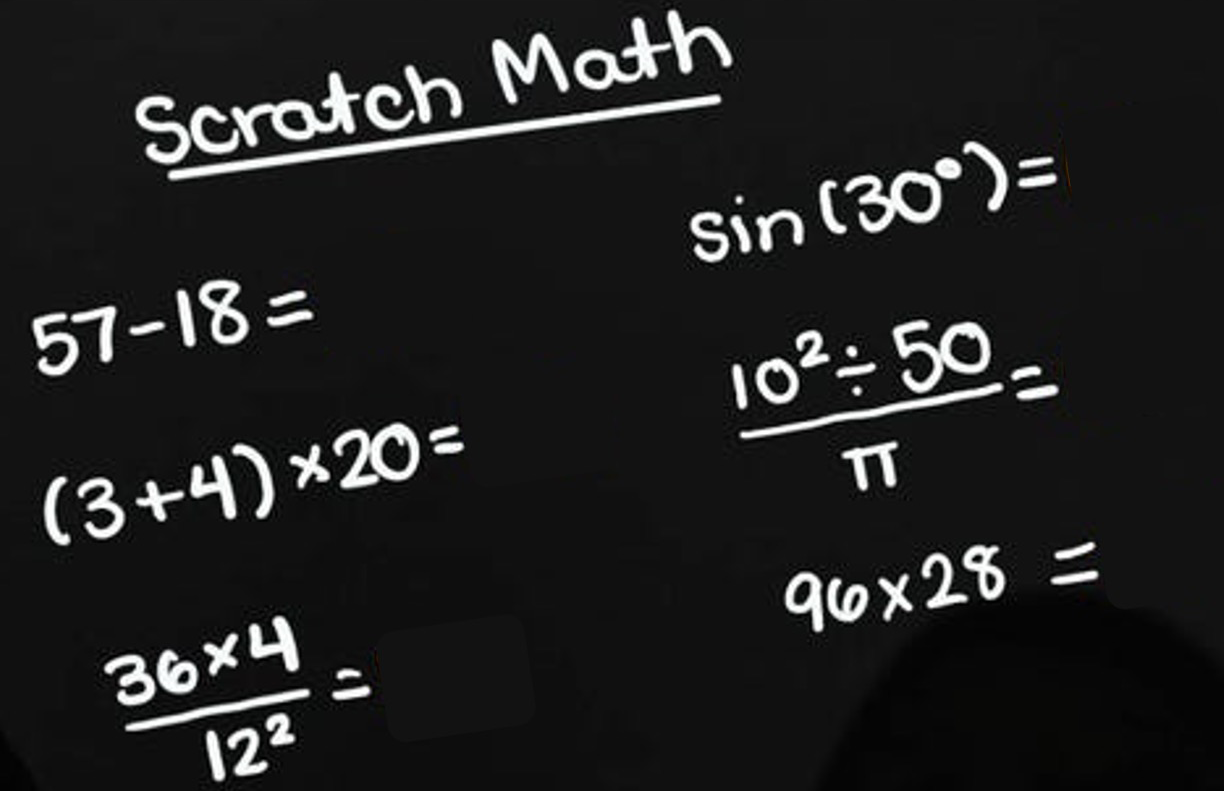 Scratch Math
57-18=
(3+4)×20=
36×4
12² =
sin(30°)=
10²÷50
π =
96×28 =